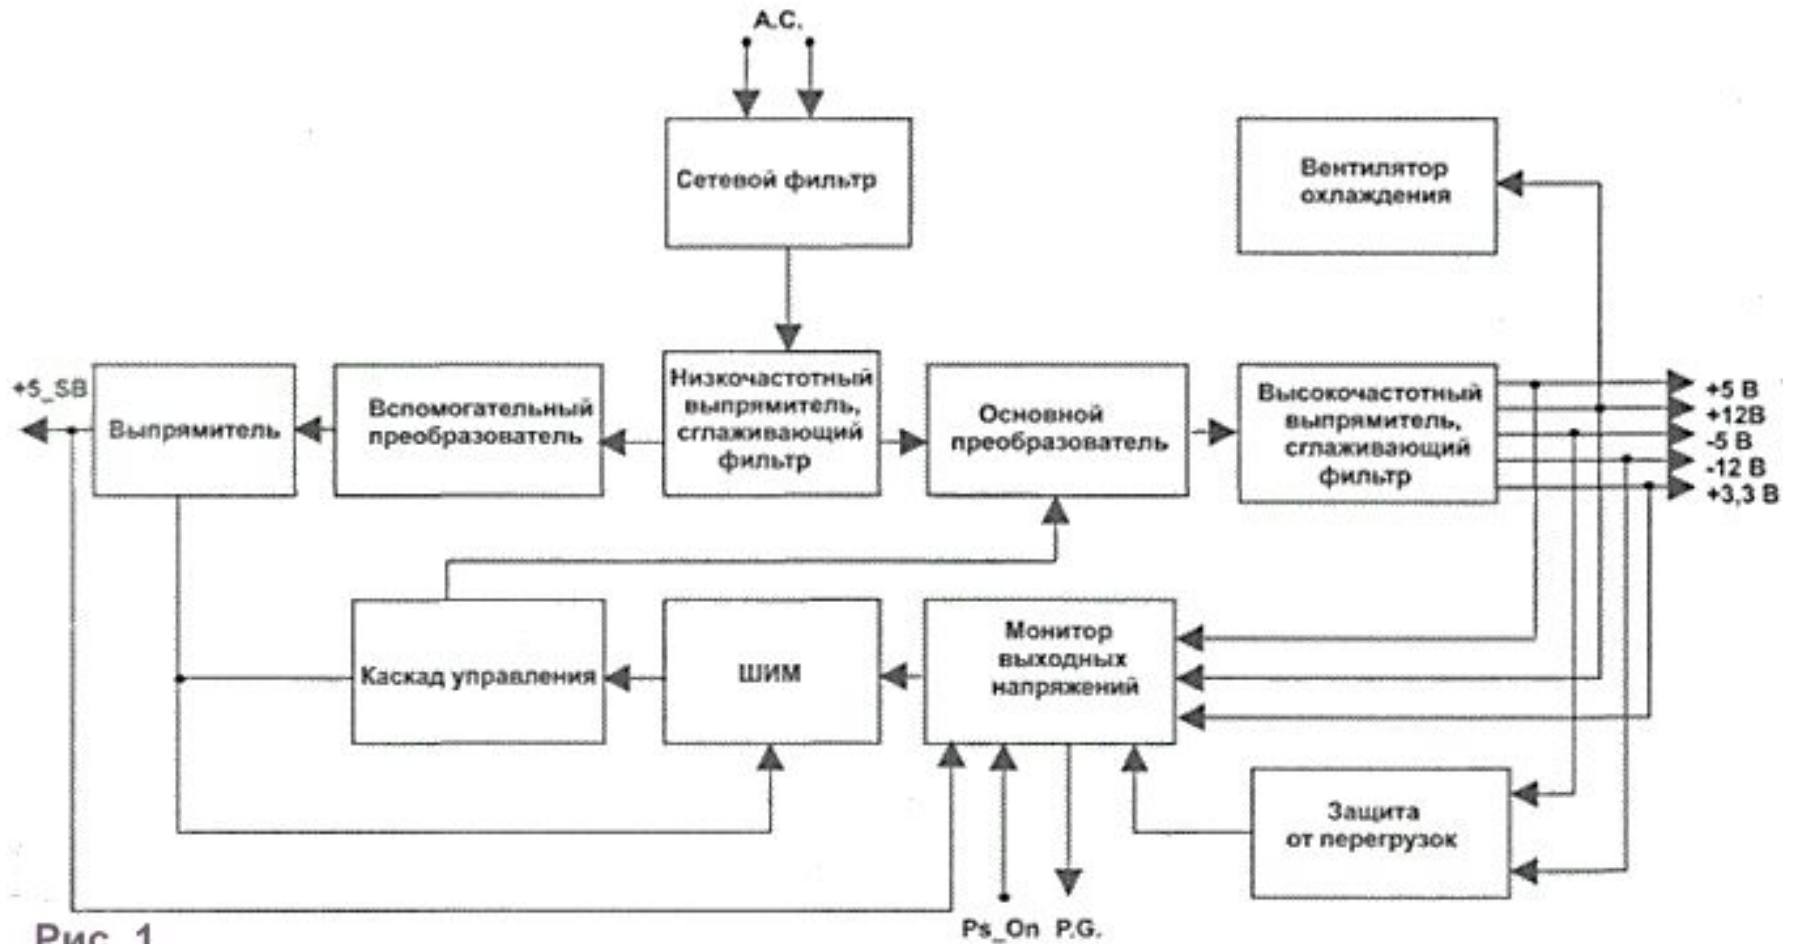 A.C.
Сетевой фильтр
Вентилятор
охлаждения
+5_SB
Выпрямитель
Вспомогательный
преобразователь
Низкочастотный
выпрямитель,
сглаживающий
фильтр
Основной
преобразователь
Высокочастотный
выпрямитель,
сглаживающий
фильтр
+5 В
+12В
-5 В
-12 В
+3,3 В
Каскад управления
ШИМ
Монитор
выходных
напряжений
Защита
от перегрузок
Ps_On P.G.
Рис. 1